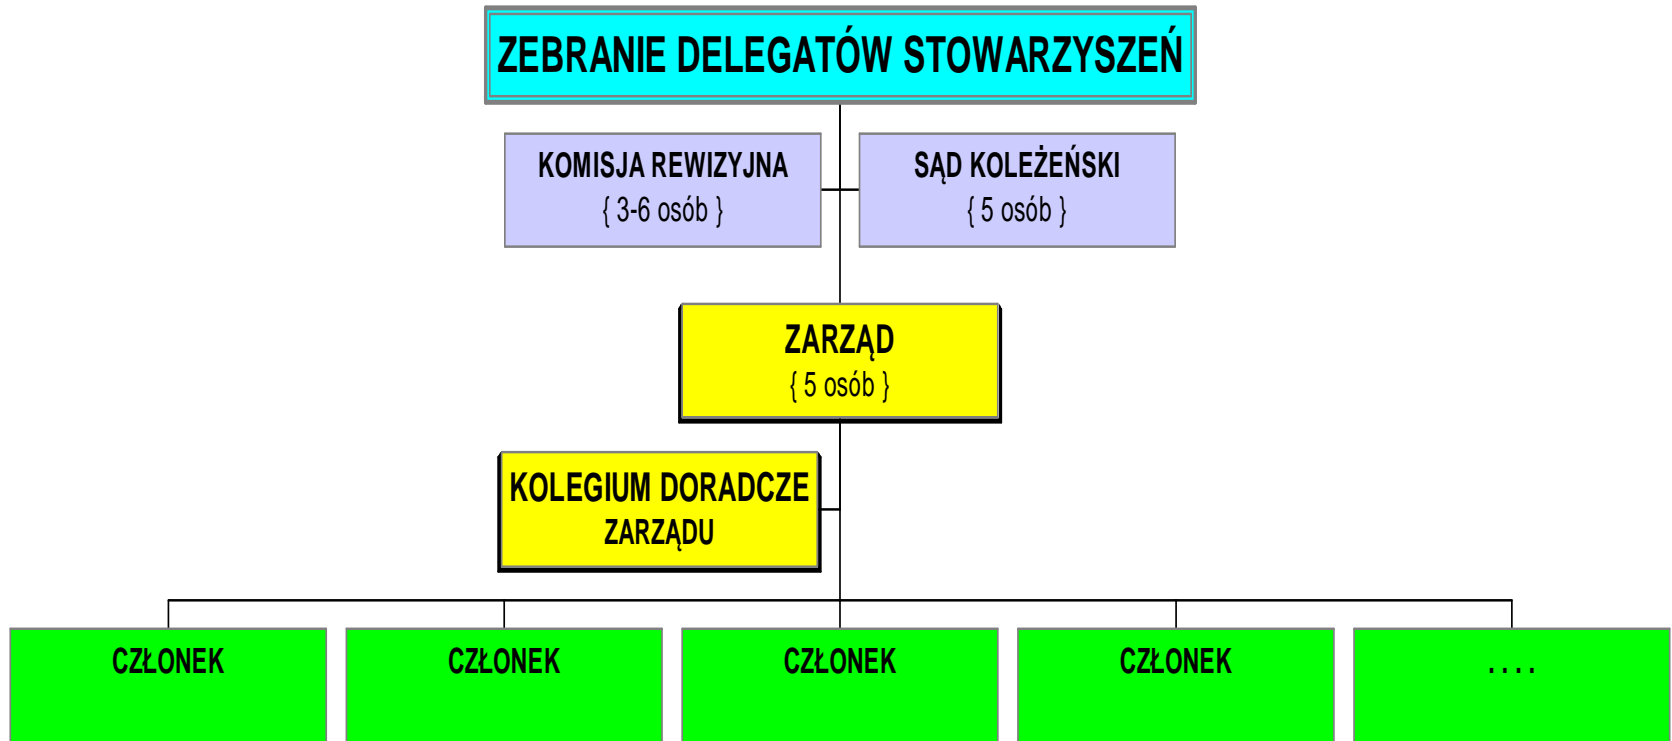 ZEBRANIE DELEGATÓW STOWARZYSZEŃ
KOMISJA REWIZYJNA
{ 3-6 osób }
SĄD KOLEŻEŃSKI
{ 5 osób }
ZARZĄD
{ 5 osób }
KOLEGIUM DORADCZE
ZARZĄDU
CZŁONEK
CZŁONEK
CZŁONEK
CZŁONEK
. . . .